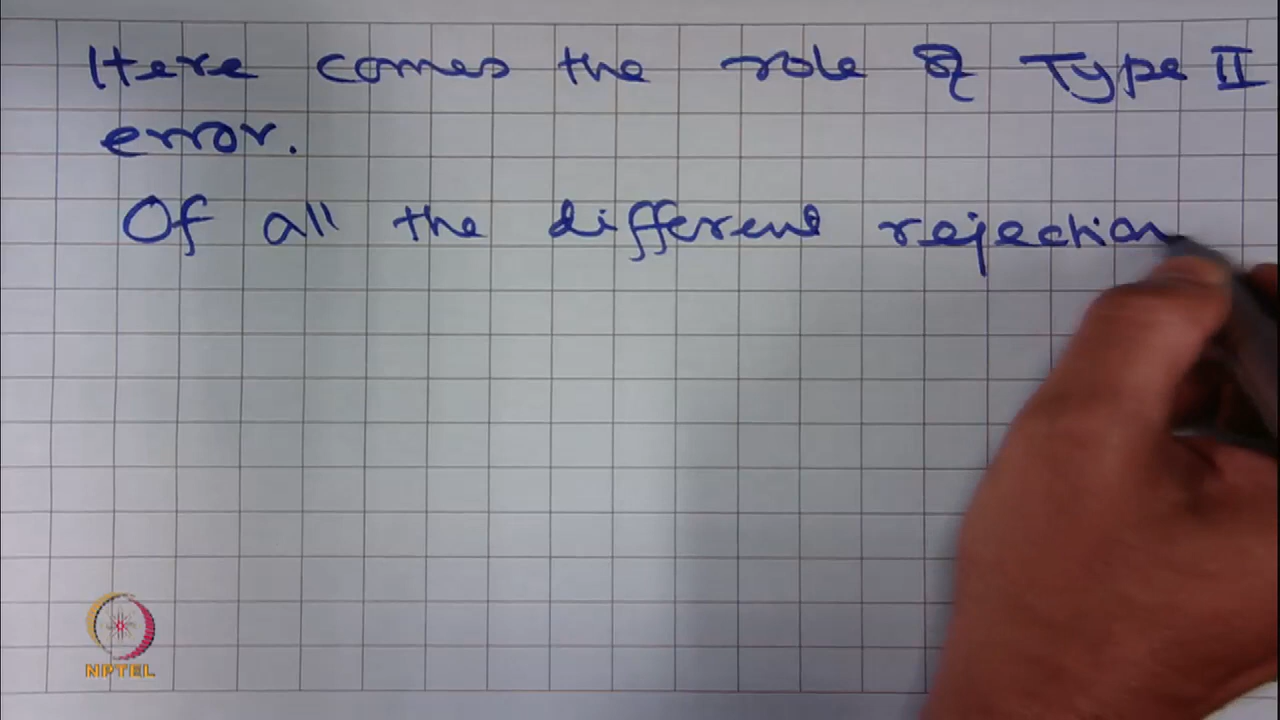 Here comes the role of Type II
error.
Of all the different rejection
NPTEL